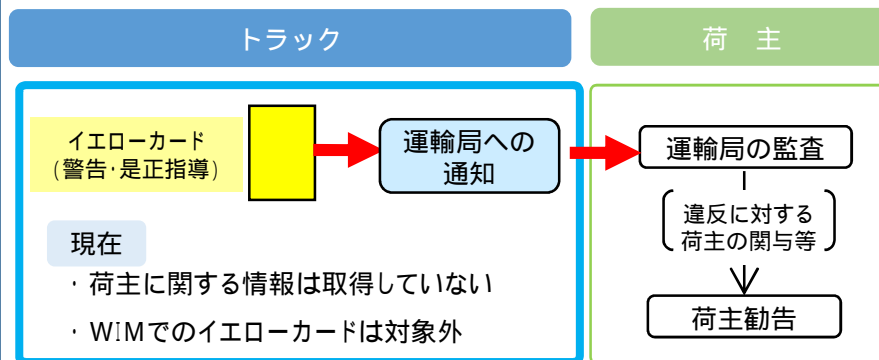 トラック
荷　主
イエローカード
(警告･是正指導)
運輸局への
通知
運輸局の監査
違反に対する
荷主の関与等
荷主勧告
現在
･ 荷主に関する情報は取得していない
･ WIMでのイエローカードは対象外